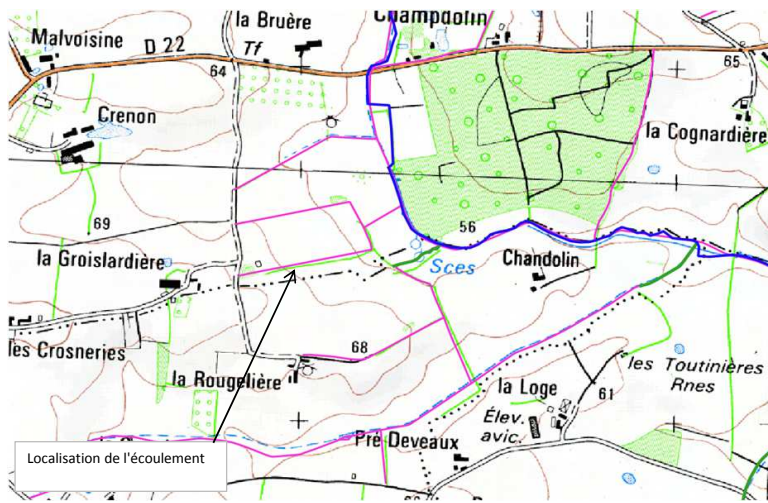 la Bruère
Champdolin
Malvoisine
D 22
Tf
64
65
Crenon
la Cognardière
69
56
la Groislardière
Sces
Chandolin
les Crosneries
68
les Toutinières
Rnes
la Rougelière
la Loge
61
Élev.
avic.
Pré Deveaux
Localisation de l'écoulement